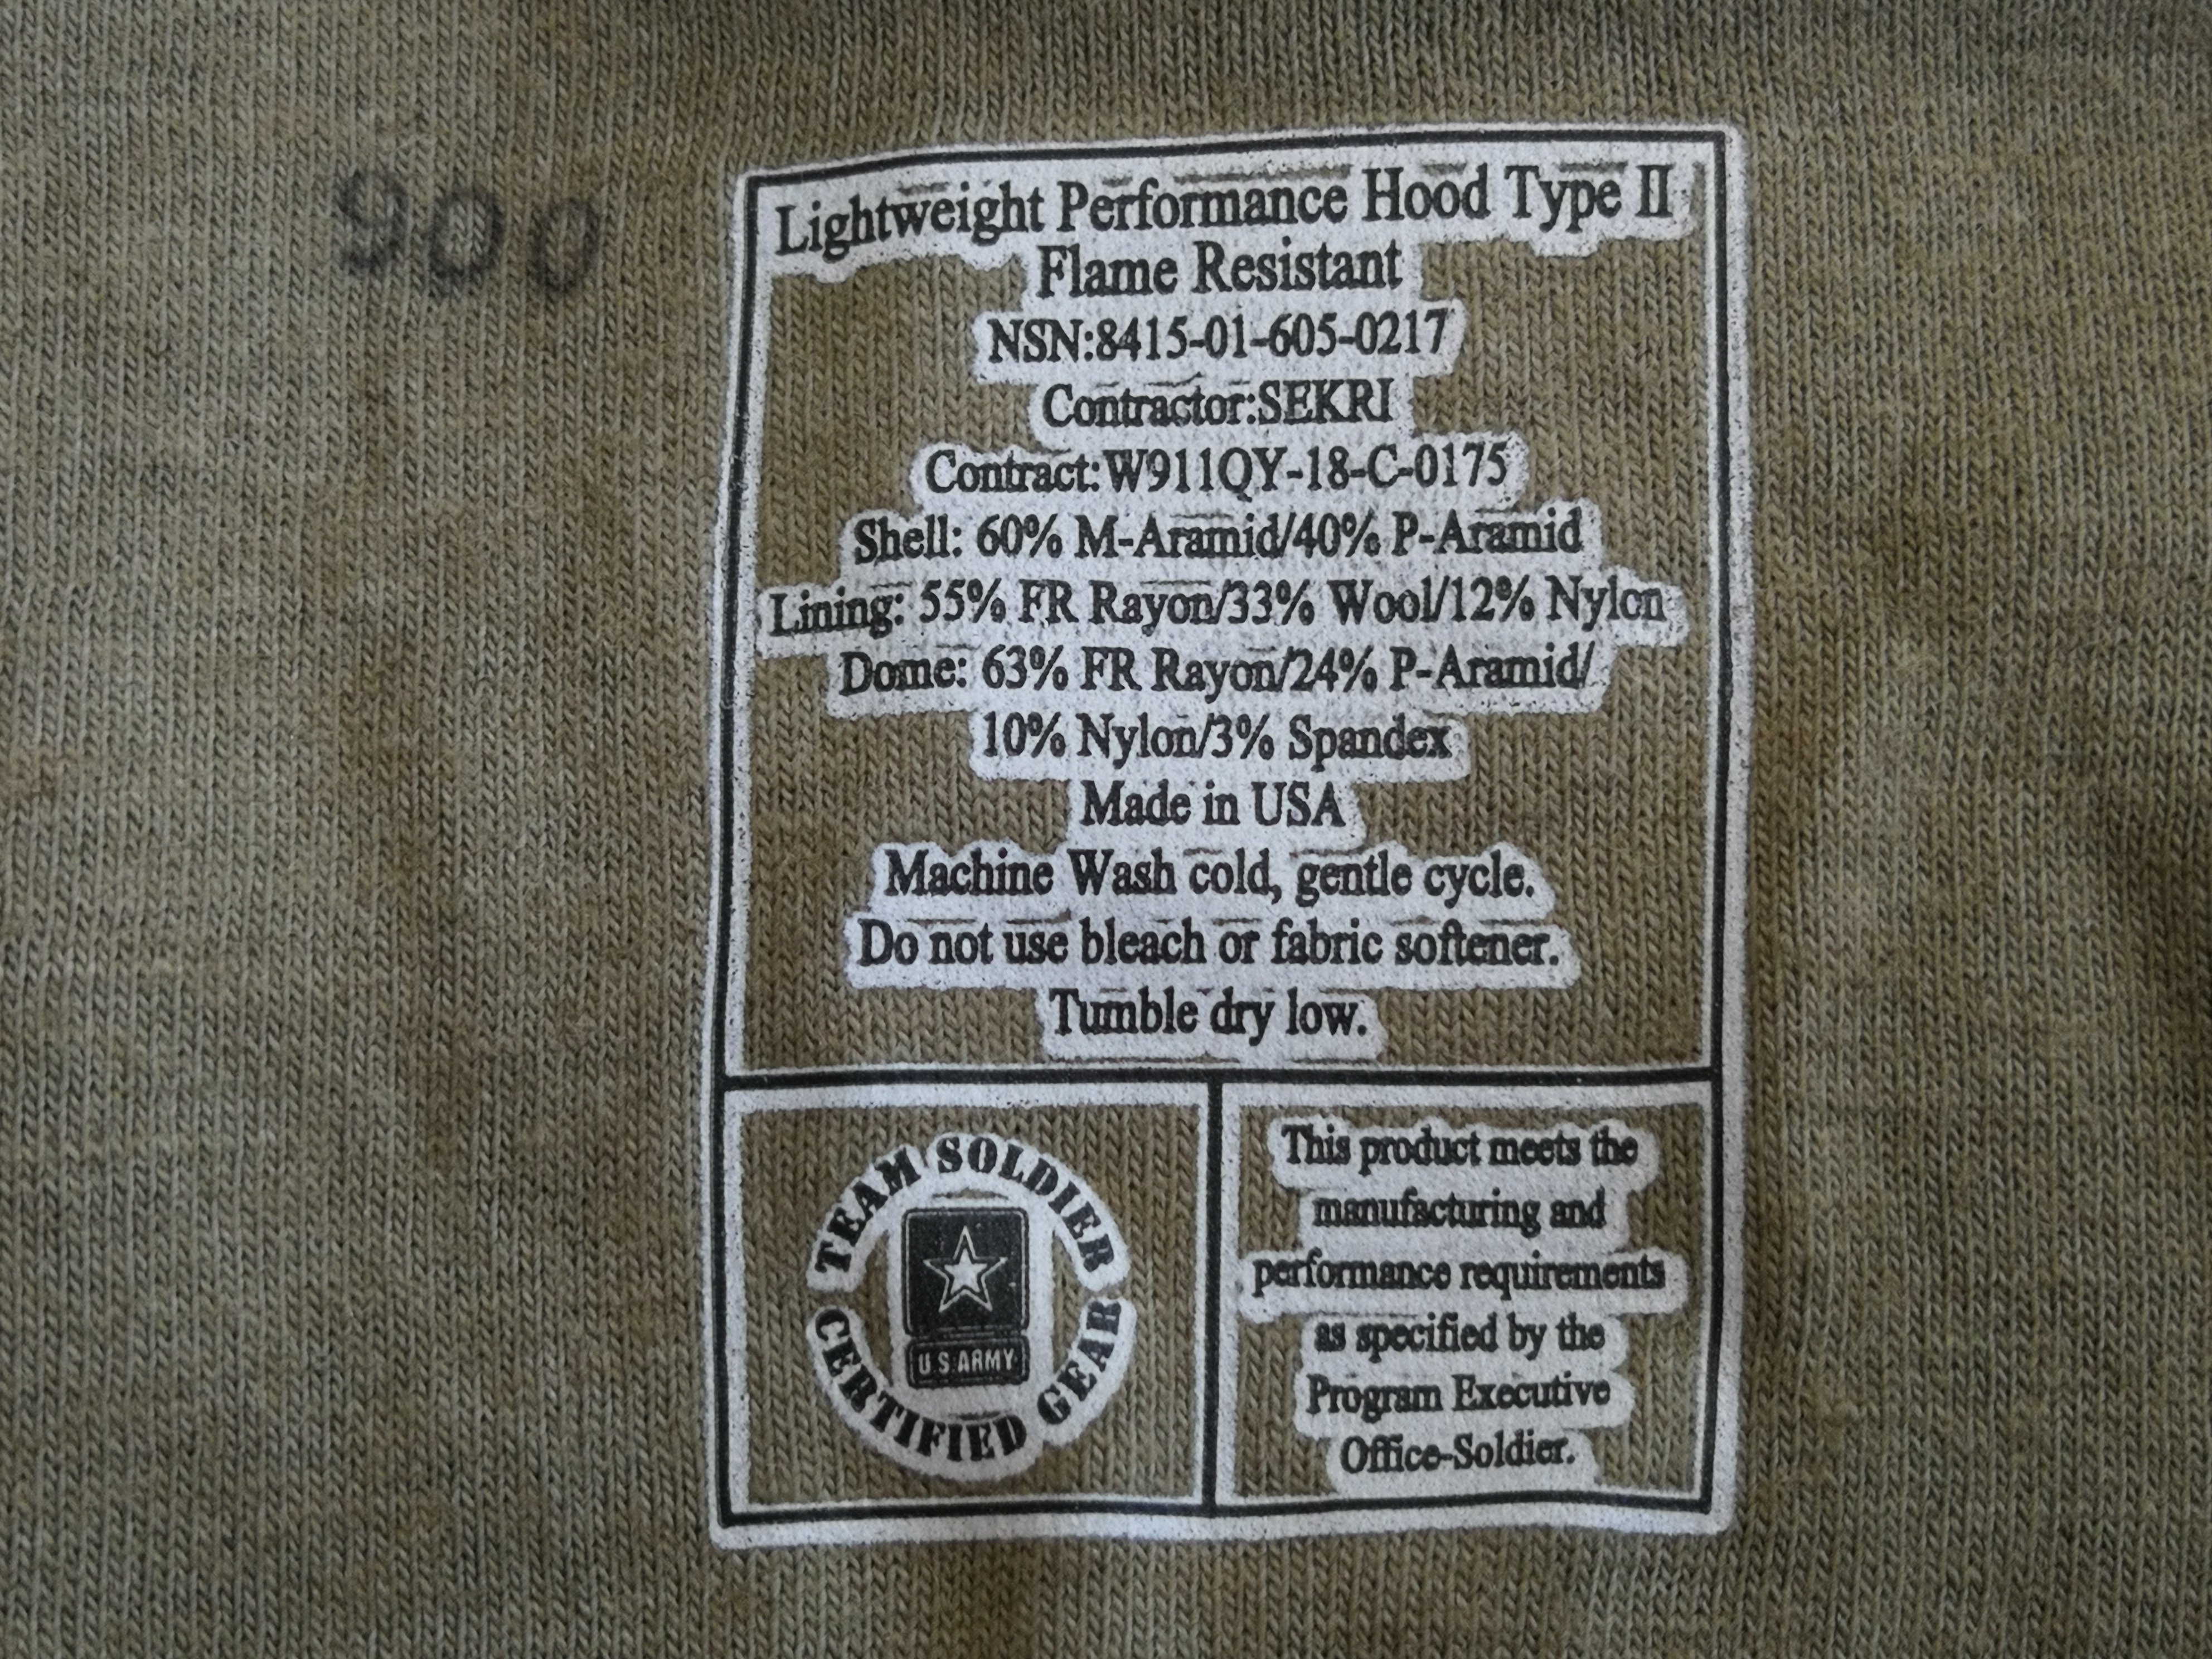 900
Lightweight Performance Hood Type II
Flame Resistant
NSN:8415-01-605-0217
Contractor:SEKRI
Contract:W911QY-18-C-0175
Shell: 60% M-Aramid/40% P-Aramid
Lining: 55% FR Rayon/33% Wool/12% Nylon
Dome: 63% FR Rayon/24% P-Aramid/
10% Nylon/3% Spandex
Made in USA
Machine Wash cold, gentle cycle.
Do not use bleach or fabric softener.
Tumble dry low.
TEAM SOLDIER
U.S.ARMY
CERTIFIED GEAR
This product meets the
manufacturing and
performance requirements
as specified by the
Program Executive
Office-Soldier.